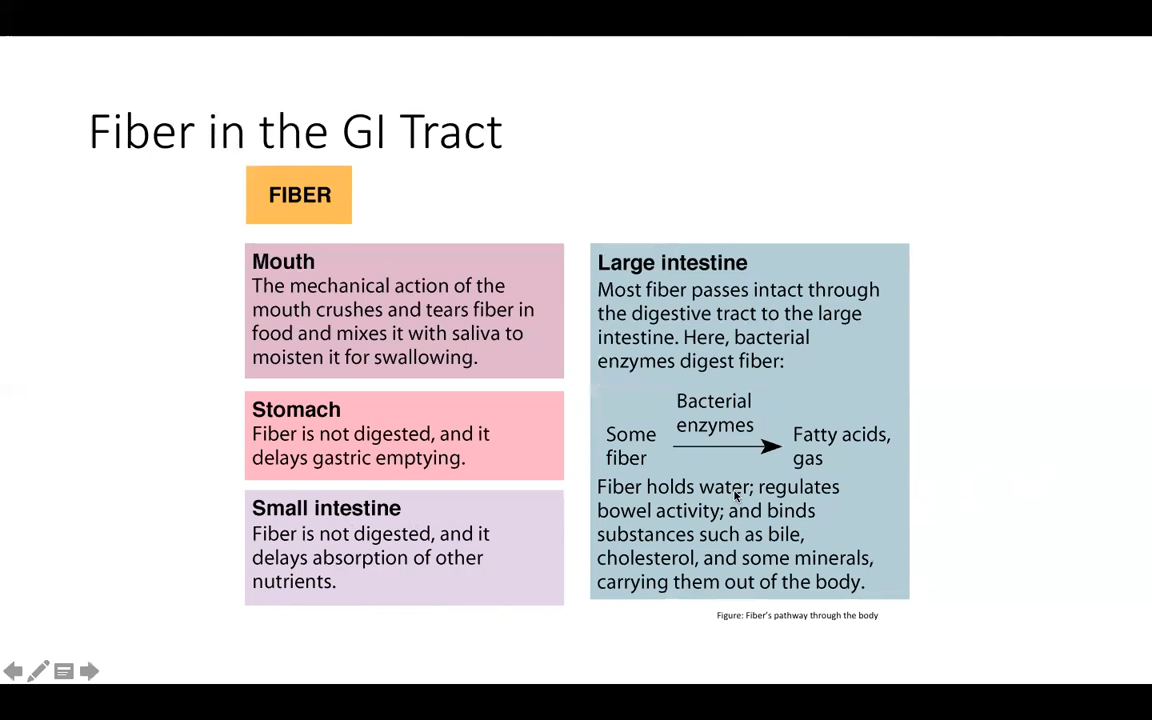 Fiber in the GI Tract
FIBER
Mouth
The mechanical action of the
mouth crushes and tears fiber in
food and mixes it with saliva to
moisten it for swallowing.
Stomach
Fiber is not digested, and it
delays gastric emptying.
Small intestine
Fiber is not digested, and it
delays absorption of other
nutrients.
Large intestine
Most fiber passes intact through
the digestive tract to the large
intestine. Here, bacterial
enzymes digest fiber:
Bacterial
enzymes
Some
fiber
Fatty acids,
gas
Fiber holds water; regulates
bowel activity; and binds
substances such as bile,
cholesterol, and some minerals,
carrying them out of the body.
Figure: Fiber's pathway through the body